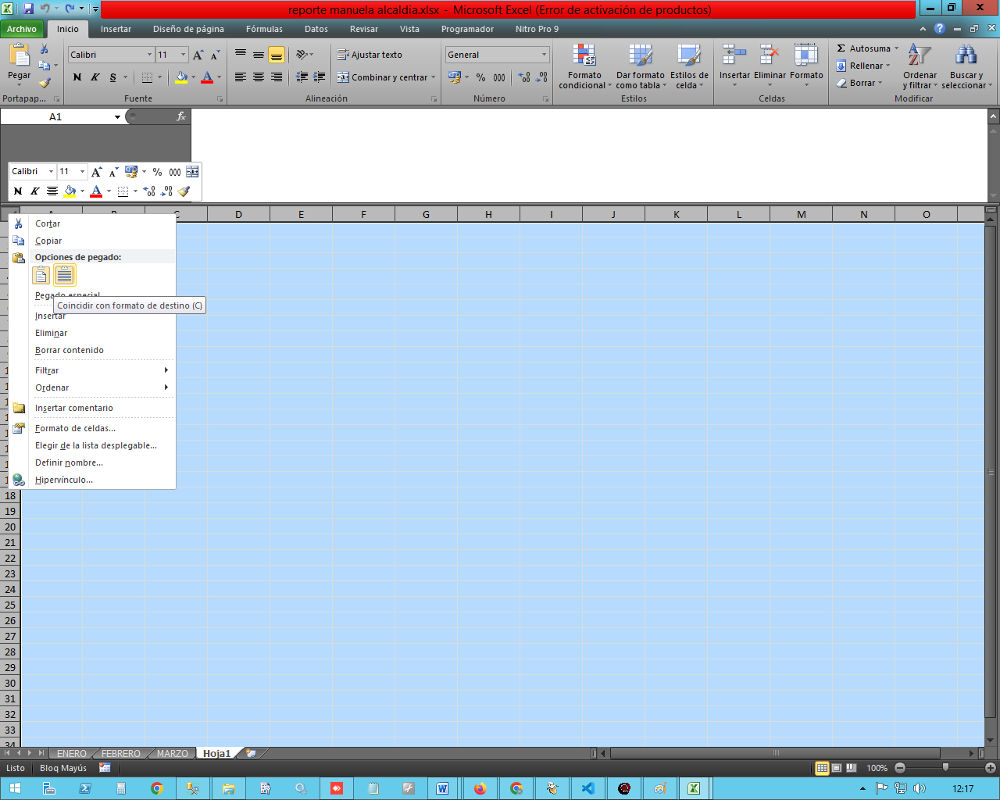 reporte manuela alcaldia.xlsx - Microsoft Excel (Error de activación de productos)
Archivo Inicio Insertar Diseño de página Fórmulas Datos Revisar Vista Programador Nitro Pro 9
Pegar
Portapap...
Calibri 11
N K S
Fuente
Ajustar texto
Combinar y centrar
Alineación
General
% 000
Número
Formato condicional
Dar formato como tabla
Estilos de celda
Estilos
Insertar Eliminar Formato
Celdas
Autosuma
Rellenar
Borrar
Ordenar y filtrar
Buscar y seleccionar
Modificar
A1 fx
Calibri 11 % 000
N K
A B C D E F G H I J K L M N O
Cortar
Copiar
Opciones de pegado:
Pegado especial
Coincidir con formato de destino (C)
Insertar
Eliminar
Borrar contenido
Filtrar
Ordenar
Insertar comentario
Formato de celdas...
Elegir de la lista desplegable...
Definir nombre...
Hipervínculo...
18
19
20
21
22
23
24
25
26
27
28
29
30
31
32
33
34
ENERO FEBRERO MARZO Hoja1
Listo Bloq Mayús 100%
12:17